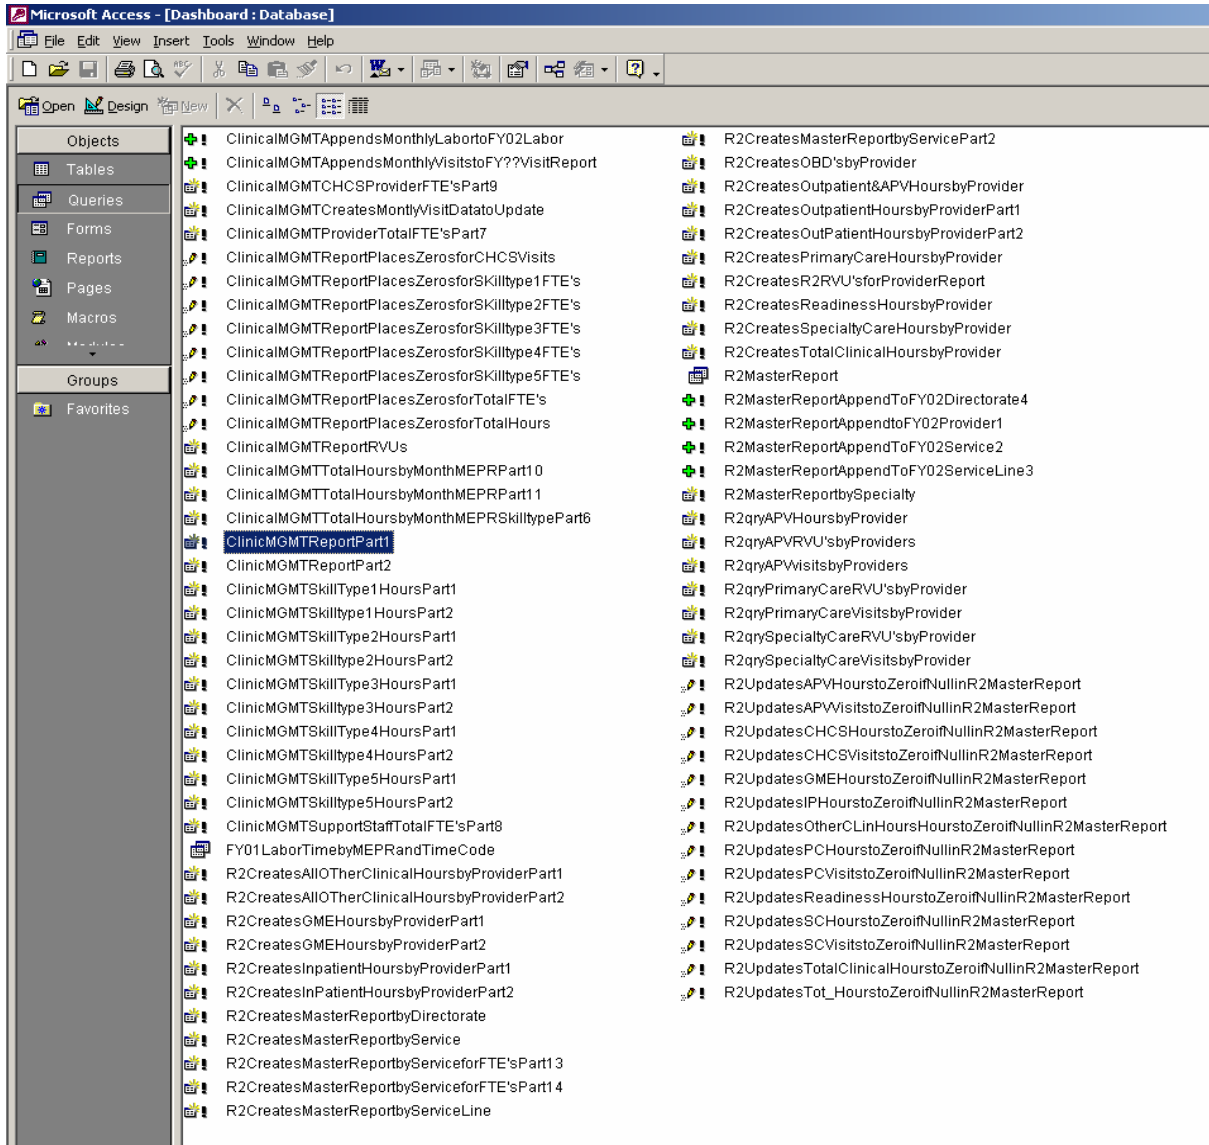 Microsoft Access - [Dashboard : Database]
File Edit View Insert Tools Window Help
Open Design New
Objects
Tables
Queries
Forms
Reports
Pages
Macros
Modules
Groups
Favorites
ClinicalMGMTAppendsMonthlyLabortoFY02Labor
ClinicalMGMTAppendsMonthlyVisitstoFY??VisitReport
ClinicalMGMTCHCSProviderFTE'sPart9
ClinicalMGMTCreatesMontlyVisitDatatoUpdate
ClinicalMGMTProviderTotalFTE'sPart7
ClinicalMGMTReportPlacesZerosforCHCSVisits
ClinicalMGMTReportPlacesZerosforSKilltype1FTE's
ClinicalMGMTReportPlacesZerosforSKilltype2FTE's
ClinicalMGMTReportPlacesZerosforSKilltype3FTE's
ClinicalMGMTReportPlacesZerosforSKilltype4FTE's
ClinicalMGMTReportPlacesZerosforSKilltype5FTE's
ClinicalMGMTReportPlacesZerosforTotalFTE's
ClinicalMGMTReportPlacesZerosforTotalHours
ClinicalMGMTReportRVUs
ClinicalMGMTTotalHoursbyMonthMEPRPart10
ClinicalMGMTTotalHoursbyMonthMEPRPart11
ClinicalMGMTTotalHoursbyMonthMEPRSkilltypePart6
ClinicMGMTReportPart1
ClinicMGMTReportPart2
ClinicMGMTSkillType1HoursPart1
ClinicMGMTSkilltype1HoursPart2
ClinicMGMTSkillType2HoursPart1
ClinicMGMTSkilltype2HoursPart2
ClinicMGMTSkillType3HoursPart1
ClinicMGMTSkilltype3HoursPart2
ClinicMGMTSkillType4HoursPart1
ClinicMGMTSkilltype4HoursPart2
ClinicMGMTSkillType5HoursPart1
ClinicMGMTSkilltype5HoursPart2
ClinicMGMTSupportStaffTotalFTE'sPart8
FY01LaborTimebyMEPRandTimeCode
R2CreatesAllOTherClinicalHoursbyProviderPart1
R2CreatesAllOTherClinicalHoursbyProviderPart2
R2CreatesGMEHoursbyProviderPart1
R2CreatesGMEHoursbyProviderPart2
R2CreatesInpatientHoursbyProviderPart1
R2CreatesInPatientHoursbyProviderPart2
R2CreatesMasterReportbyDirectorate
R2CreatesMasterReportbyService
R2CreatesMasterReportbyServiceforFTE'sPart13
R2CreatesMasterReportbyServiceforFTE'sPart14
R2CreatesMasterReportbyServiceLine
R2CreatesMasterReportbyServicePart2
R2CreatesOBD'sbyProvider
R2CreatesOutpatient&APVHoursbyProvider
R2CreatesOutpatientHoursbyProviderPart1
R2CreatesOutPatientHoursbyProviderPart2
R2CreatesPrimaryCareHoursbyProvider
R2CreatesR2RVU'sforProviderReport
R2CreatesReadinessHoursbyProvider
R2CreatesSpecialtyCareHoursbyProvider
R2CreatesTotalClinicalHoursbyProvider
R2MasterReport
R2MasterReportAppendToFY02Directorate4
R2MasterReportAppendtoFY02Provider1
R2MasterReportAppendToFY02Service2
R2MasterReportAppendToFY02ServiceLine3
R2MasterReportbySpecialty
R2qryAPVHoursbyProvider
R2qryAPVRVU'sbyProviders
R2qryAPVvisitsbyProviders
R2qryPrimaryCareRVU'sbyProvider
R2qryPrimaryCareVisitsbyProvider
R2qrySpecialtyCareRVU'sbyProvider
R2qrySpecialtyCareVisitsbyProvider
R2UpdatesAPVHourstoZeroifNullinR2MasterReport
R2UpdatesAPVVisitstoZeroifNullinR2MasterReport
R2UpdatesCHCSHourstoZeroifNullinR2MasterReport
R2UpdatesCHCSVisitstoZeroifNullinR2MasterReport
R2UpdatesGMEHourstoZeroifNullinR2MasterReport
R2UpdatesIPHourstoZeroifNullinR2MasterReport
R2UpdatesOtherCLinHoursHourstoZeroifNullinR2MasterReport
R2UpdatesPCHourstoZeroifNullinR2MasterReport
R2UpdatesPCVisitstoZeroifNullinR2MasterReport
R2UpdatesReadinessHourstoZeroifNullinR2MasterReport
R2UpdatesSCHourstoZeroifNullinR2MasterReport
R2UpdatesSCVisitstoZeroifNullinR2MasterReport
R2UpdatesTotalClinicalHourstoZeroifNullinR2MasterReport
R2UpdatesTot_HourstoZeroifNullinR2MasterReport